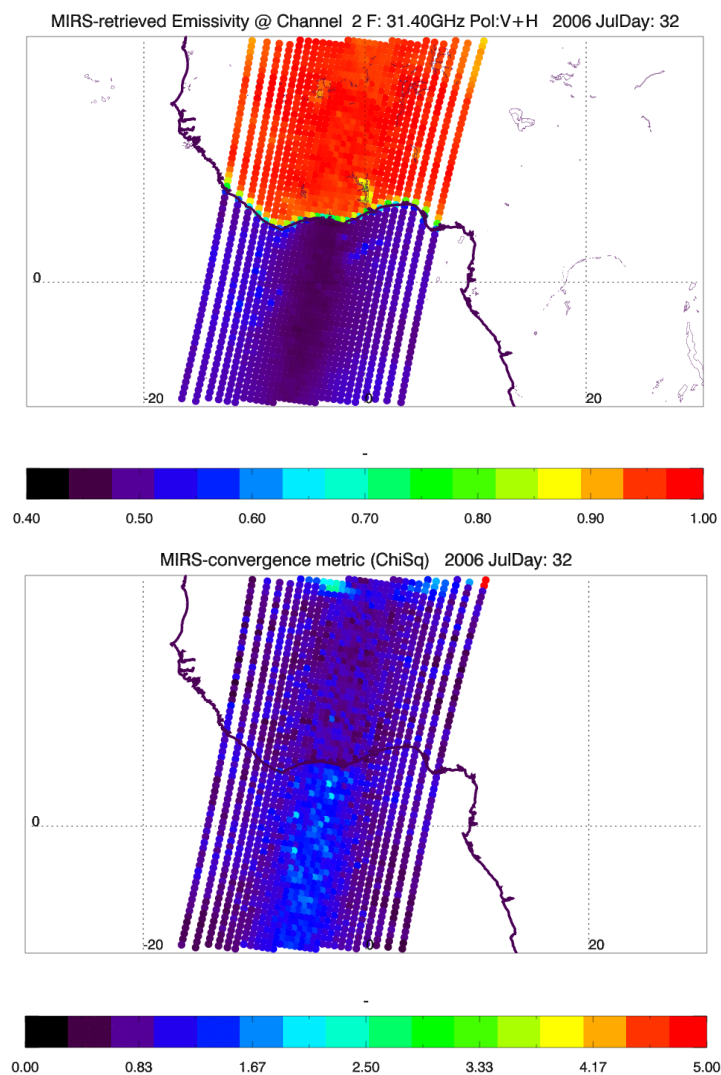 MIRS-retrieved Emissivity @ Channel 2 F: 31.40GHz Pol:V+H 2006 JulDay: 32
0
-20 0 20
-
0.40 0.50 0.60 0.70 0.80 0.90 1.00
MIRS-convergence metric (ChiSq) 2006 JulDay: 32
0
-20 0 20
-
0.00 0.83 1.67 2.50 3.33 4.17 5.00